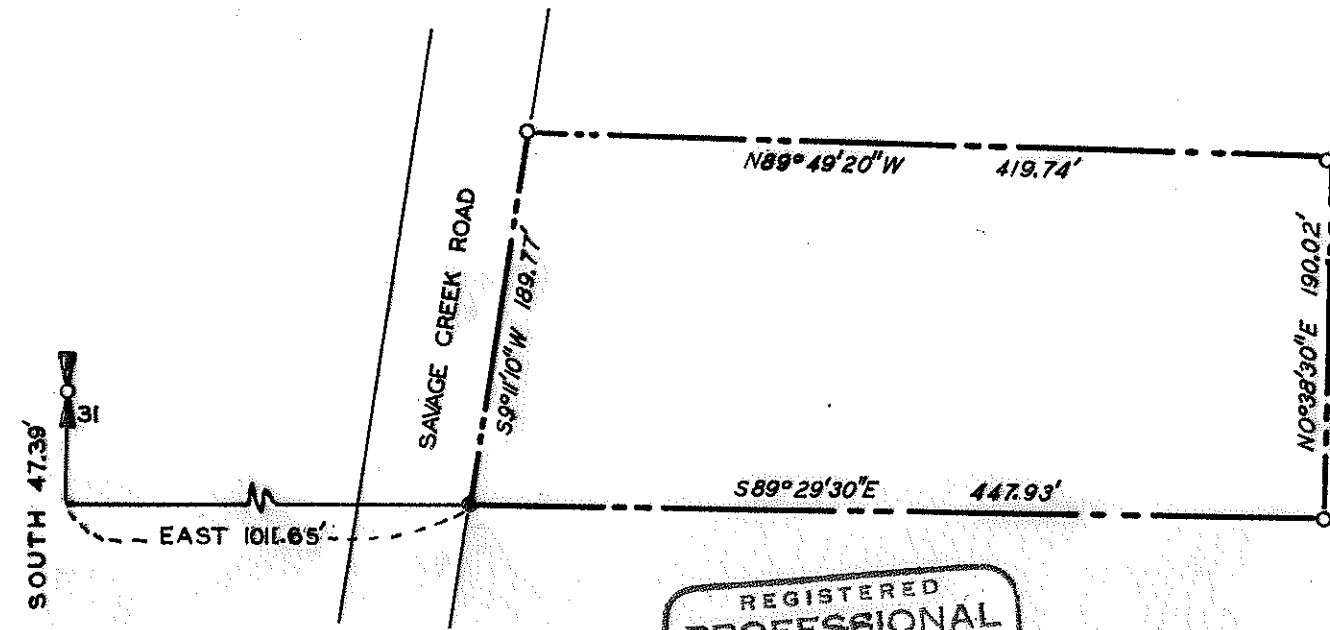 N89°49'20"W 419.74'
SAVAGE CREEK ROAD
S9°11'10"W 189.77'
N0°38'30"E 190.02'
31
SOUTH 47.39'
S89°29'30"E 447.93'
EAST 1011.65'
REGISTERED
PROFESSIONAL